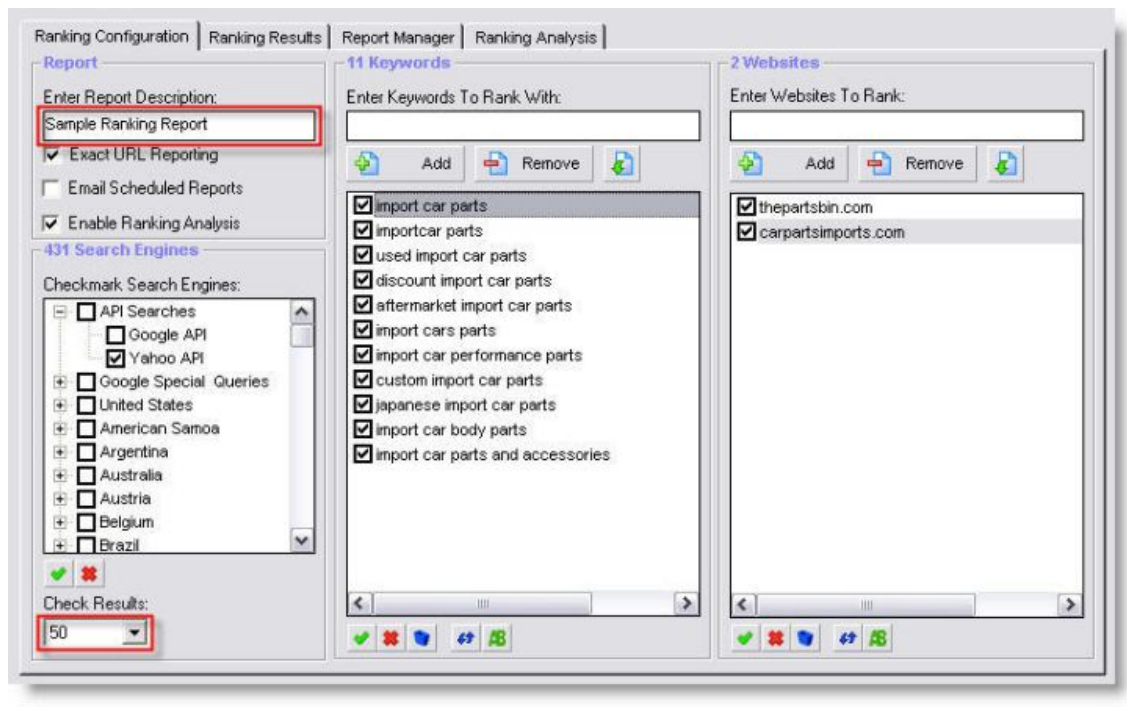 Ranking Configuration Ranking Results Report Manager Ranking Analysis
Report
Enter Report Description:
Sample Ranking Report
Exact URL Reporting
Email Scheduled Reports
Enable Ranking Analysis
431 Search Engines
Checkmark Search Engines:
API Searches
Google API
Yahoo API
Google Special Queries
United States
American Samoa
Argentina
Australia
Austria
Belgium
Brazil
Check Results:
50
11 Keywords
Enter Keywords To Rank With:
Add Remove
import car parts
importcar parts
used import car parts
discount import car parts
aftermarket import car parts
import cars parts
import car performance parts
custom import car parts
japanese import car parts
import car body parts
import car parts and accessories
AB
2 Websites
Enter Websites To Rank:
Add Remove
thepartsbin.com
carpartsimports.com
AB